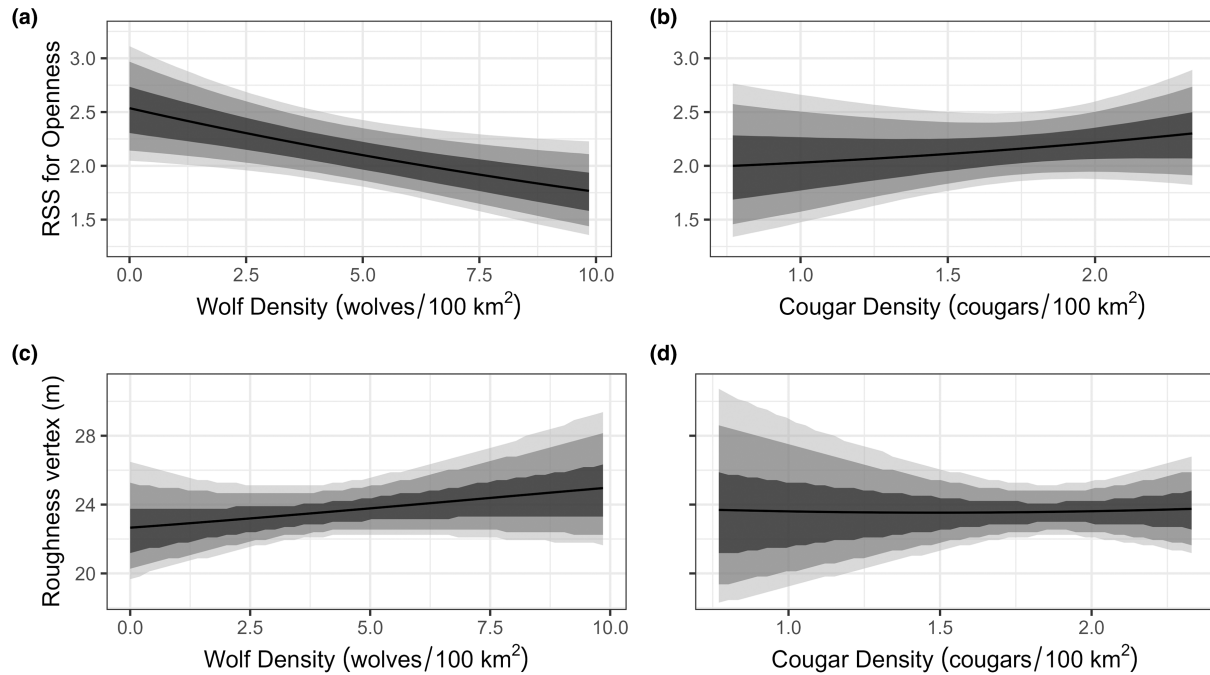 (a)
RSS for Openness
3.0
2.5
2.0
1.5
0.0 2.5 5.0 7.5 10.0
Wolf Density (wolves/100 km²)
(b)
3.0
2.5
2.0
1.5
1.0 1.5 2.0
Cougar Density (cougars/100 km²)
(c)
Roughness vertex (m)
28
24
20
0.0 2.5 5.0 7.5 10.0
Wolf Density (wolves/100 km²)
(d)
1.0 1.5 2.0
Cougar Density (cougars/100 km²)